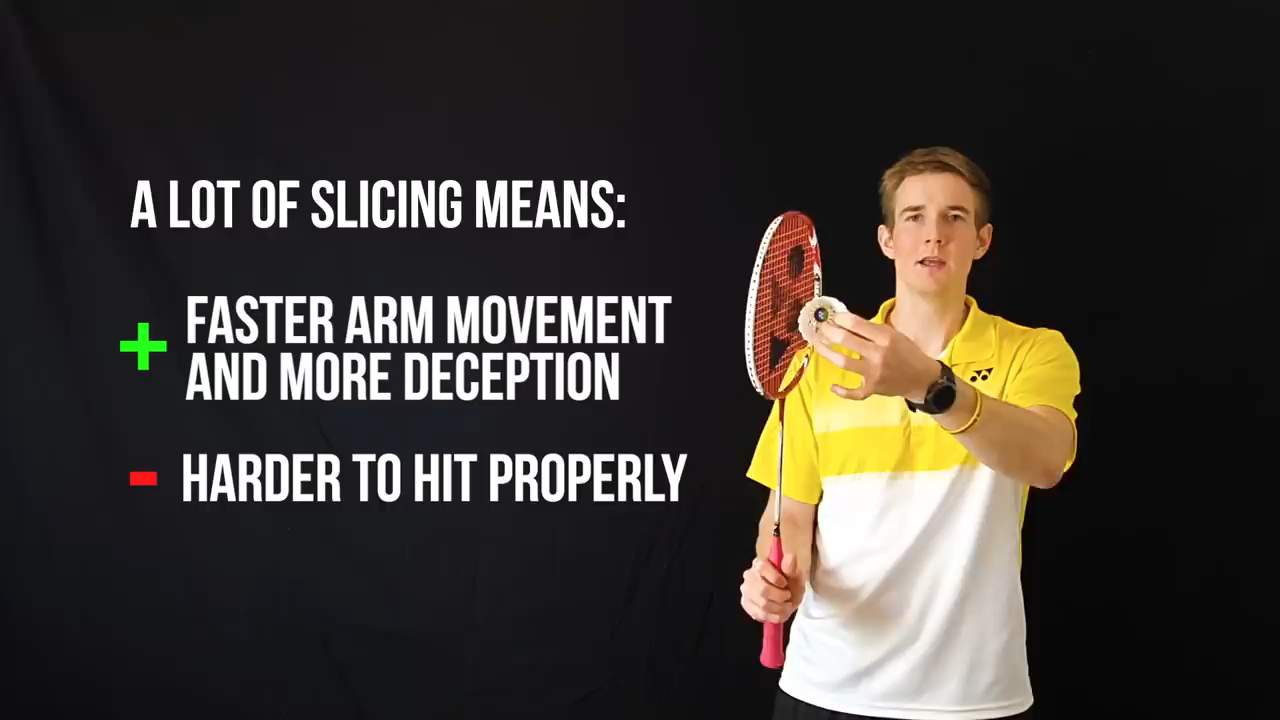 A LOT OF SLICING MEANS:
+ FASTER ARM MOVEMENT
AND MORE DECEPTION
- HARDER TO HIT PROPERLY